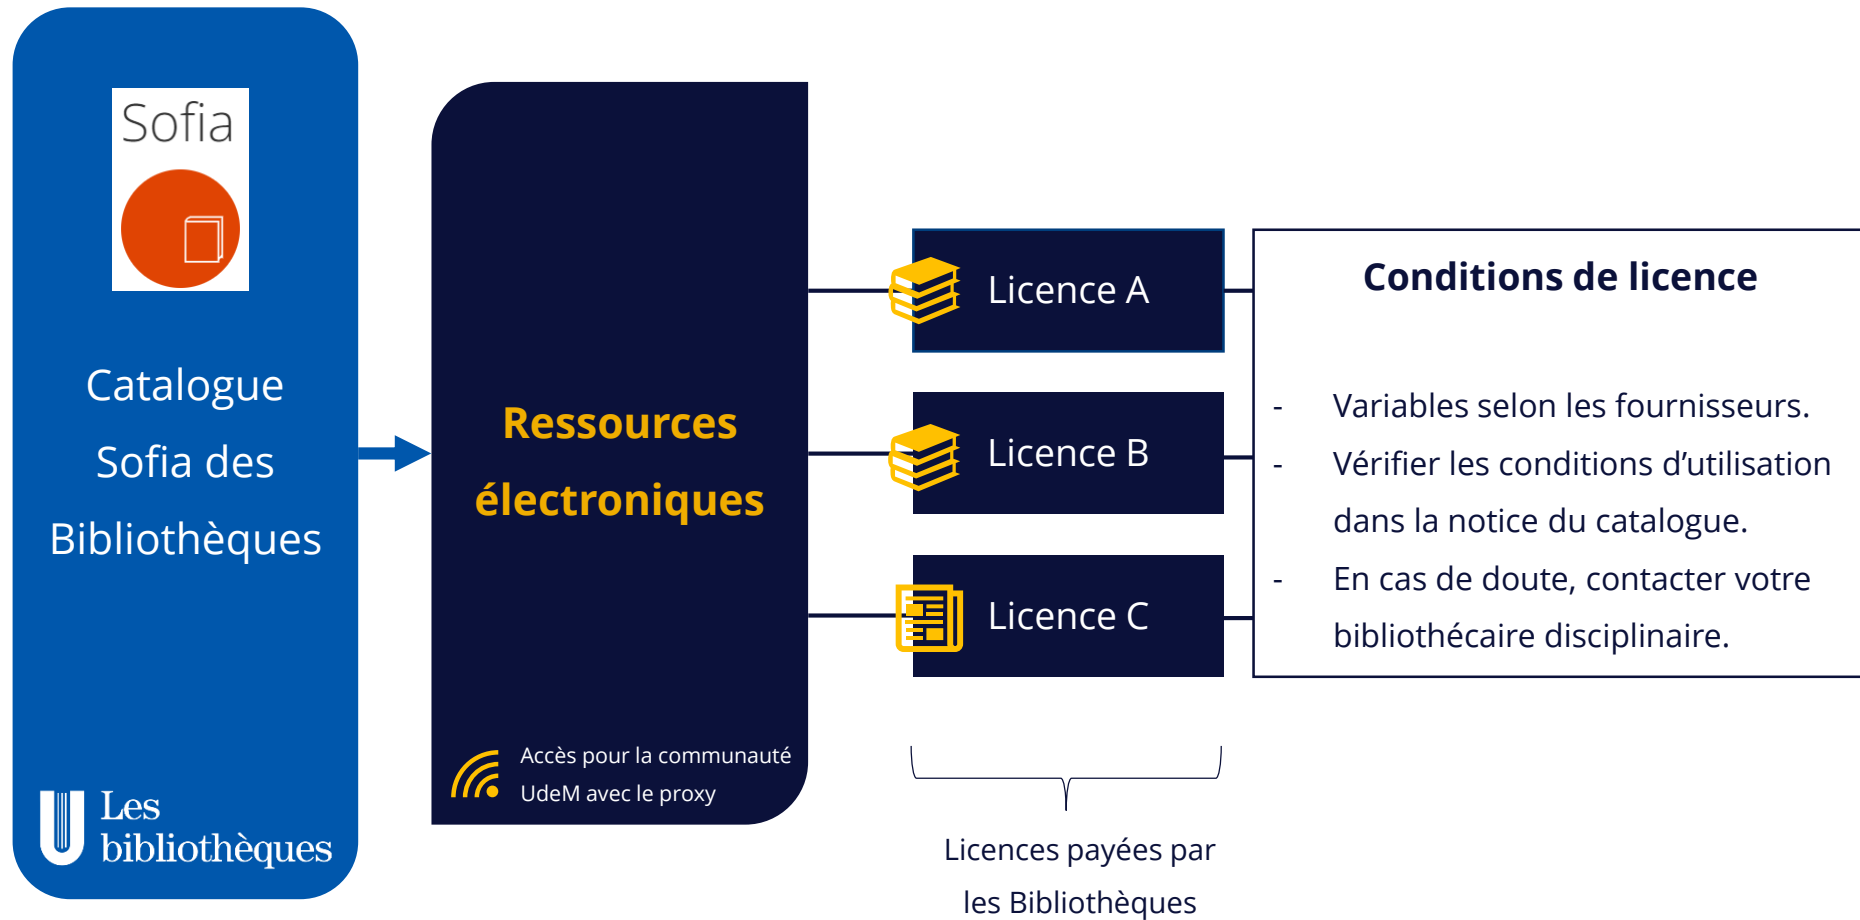 Sofia
Catalogue
Sofia des
Bibliothèques
Les
bibliothèques
Ressources
électroniques
Accès pour la communauté
UdeM avec le proxy
Licence A
Licence B
Licence C
Licences payées par
les Bibliothèques
Conditions de licence
- Variables selon les fournisseurs.
- Vérifier les conditions d’utilisation
dans la notice du catalogue.
- En cas de doute, contacter votre
bibliothécaire disciplinaire.